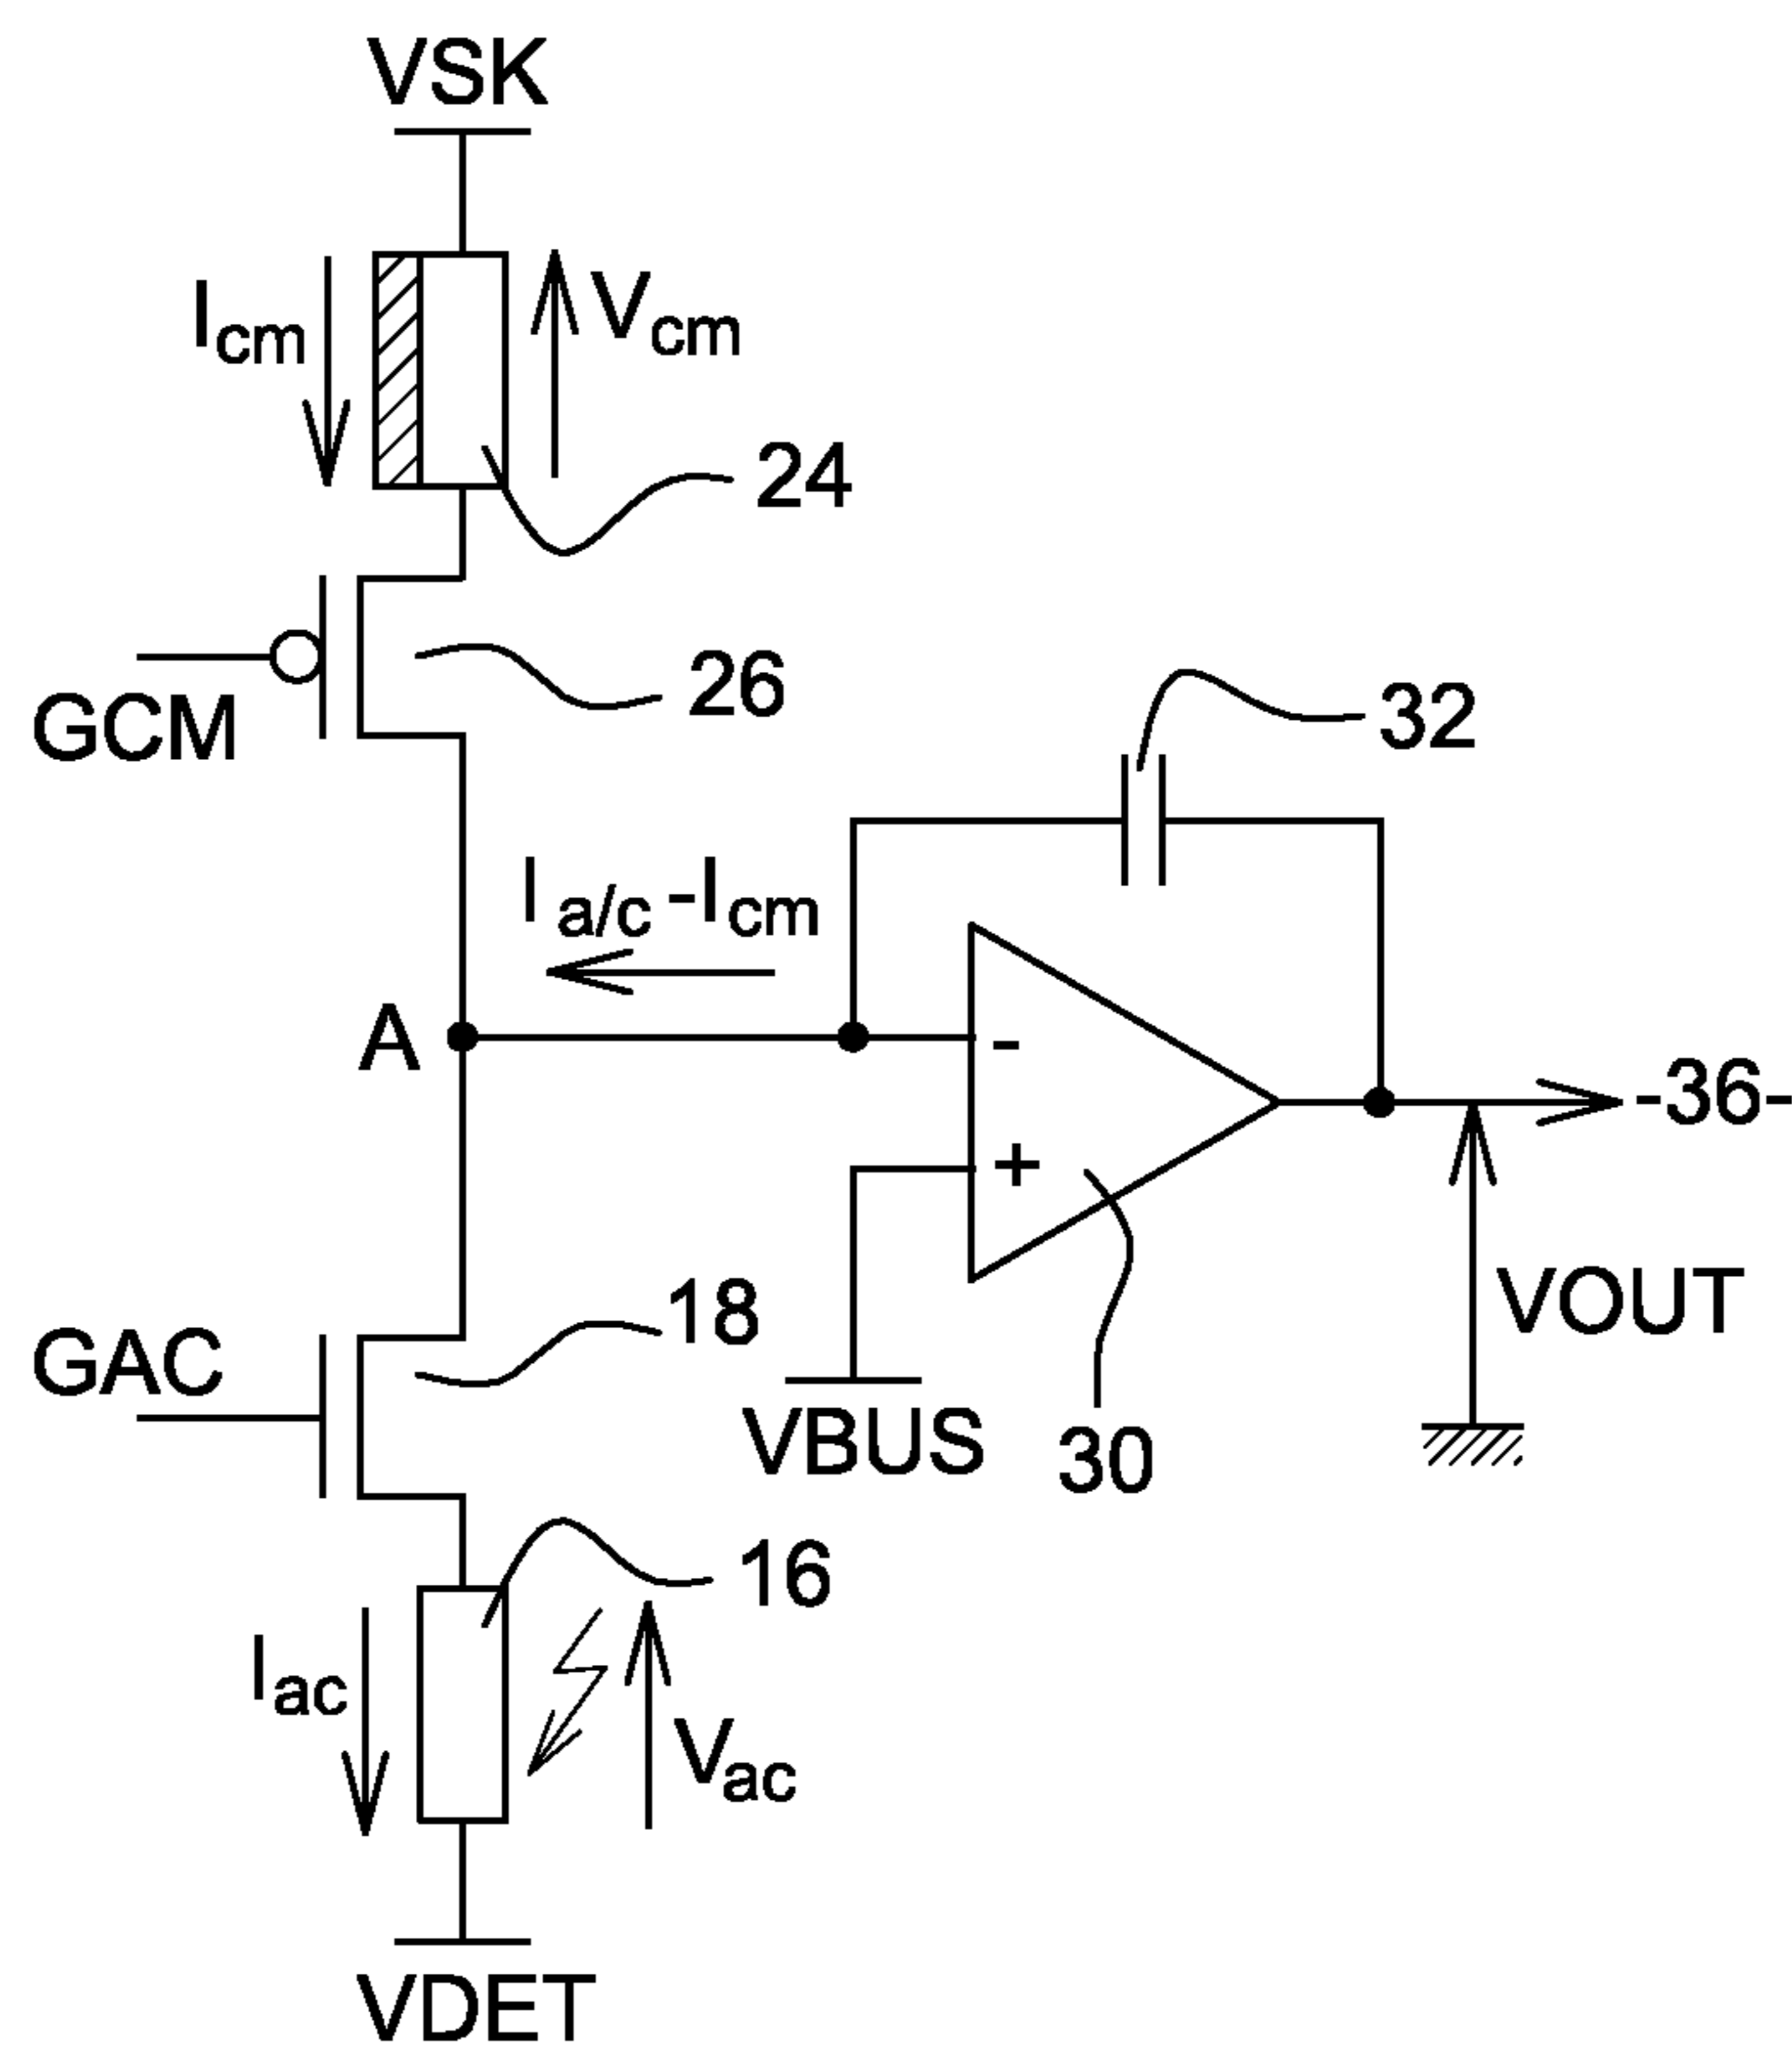 VSK
Icm
Vcm
24
GCM
26
32
Ia/c -Icm
A
-
+
-36-
GAC
18
VBUS
30
VOUT
16
Iac
Vac
VDET